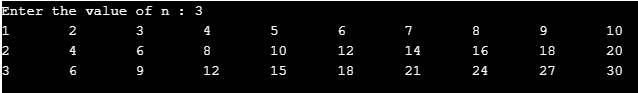 Enter the value of n : 3
1 2 3 4 5 6 7 8 9 10
2 4 6 8 10 12 14 16 18 20
3 6 9 12 15 18 21 24 27 30